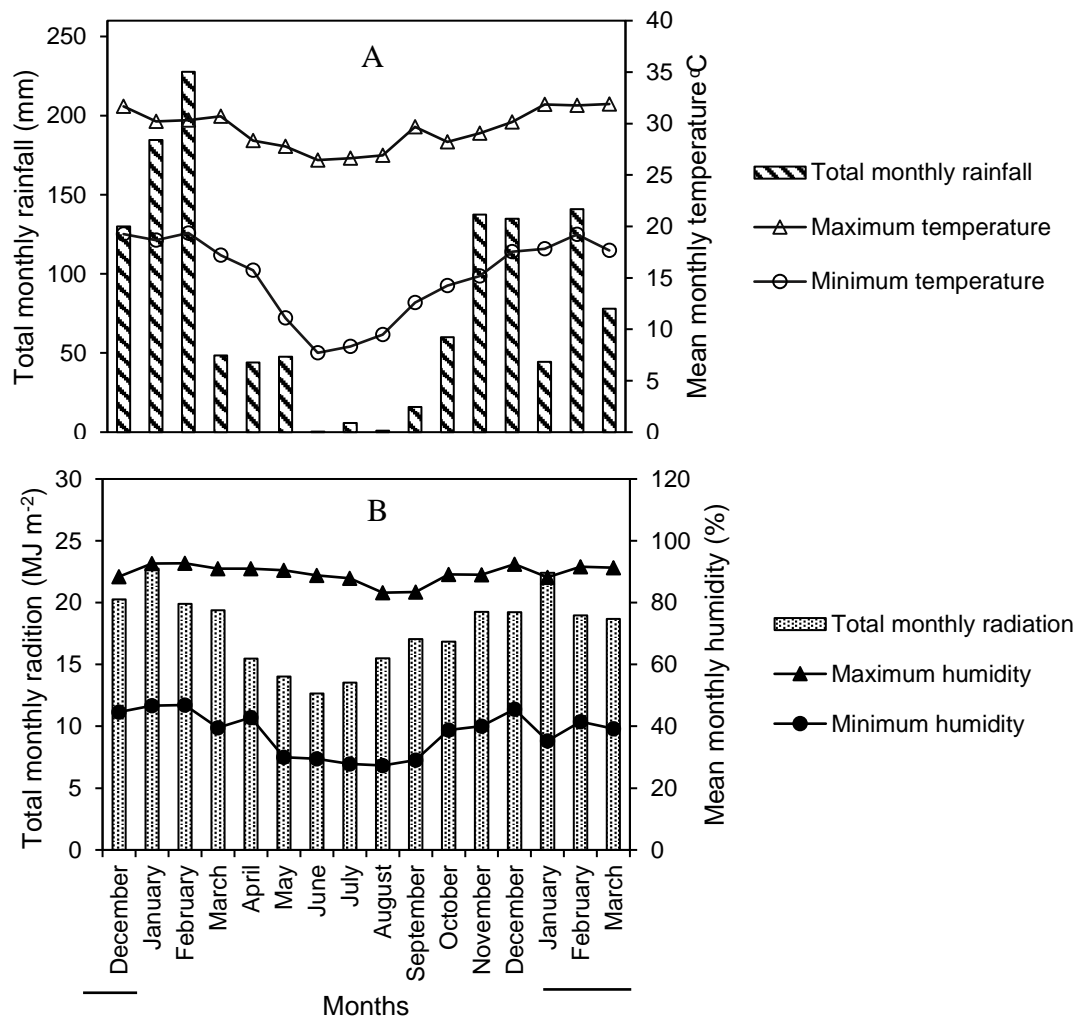 A
Total monthly rainfall (mm)
250
200
150
100
50
0
Mean monthly temperature°C
40
35
30
25
20
15
10
5
0
Total monthly rainfall
Maximum temperature
Minimum temperature
B
Total monthly radition (MJ m⁻²)
30
25
20
15
10
5
0
Mean monthly humidity (%)
120
100
80
60
40
20
0
Total monthly radiation
Maximum humidity
Minimum humidity
December
January
February
March
April
May
June
July
August
September
October
November
December
January
February
March
Months